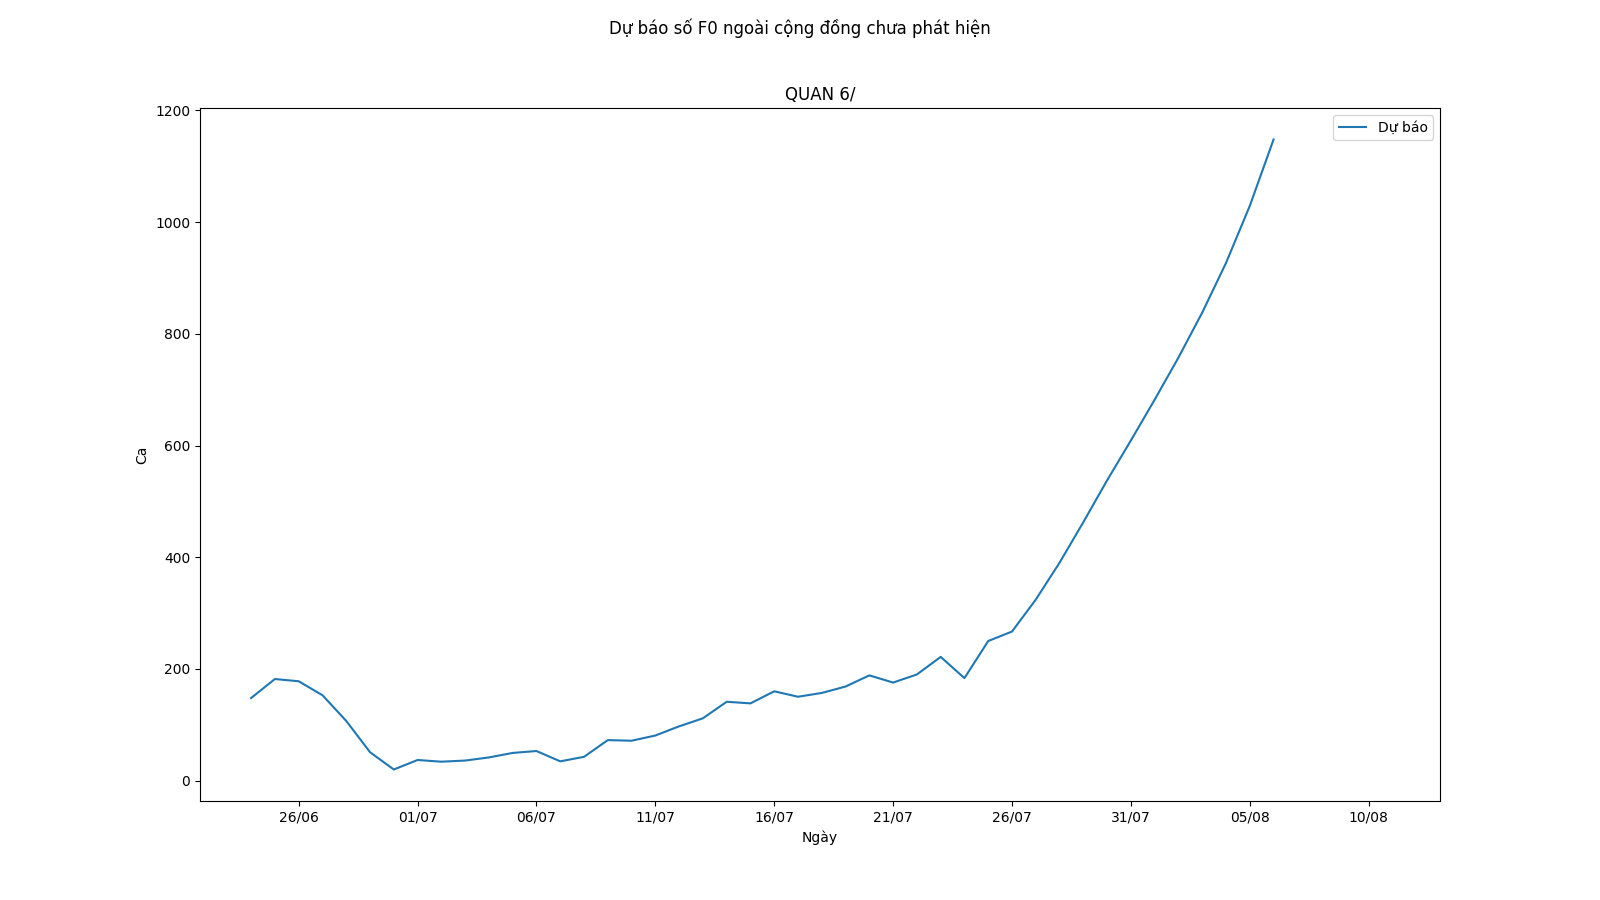 Dự báo số F0 ngoài cộng đồng chưa phát hiện
QUAN 6/
Dự báo
1200
1000
800
600
400
200
0
Ca
26/06 01/07 06/07 11/07 16/07 21/07 26/07 31/07 05/08 10/08
Ngày